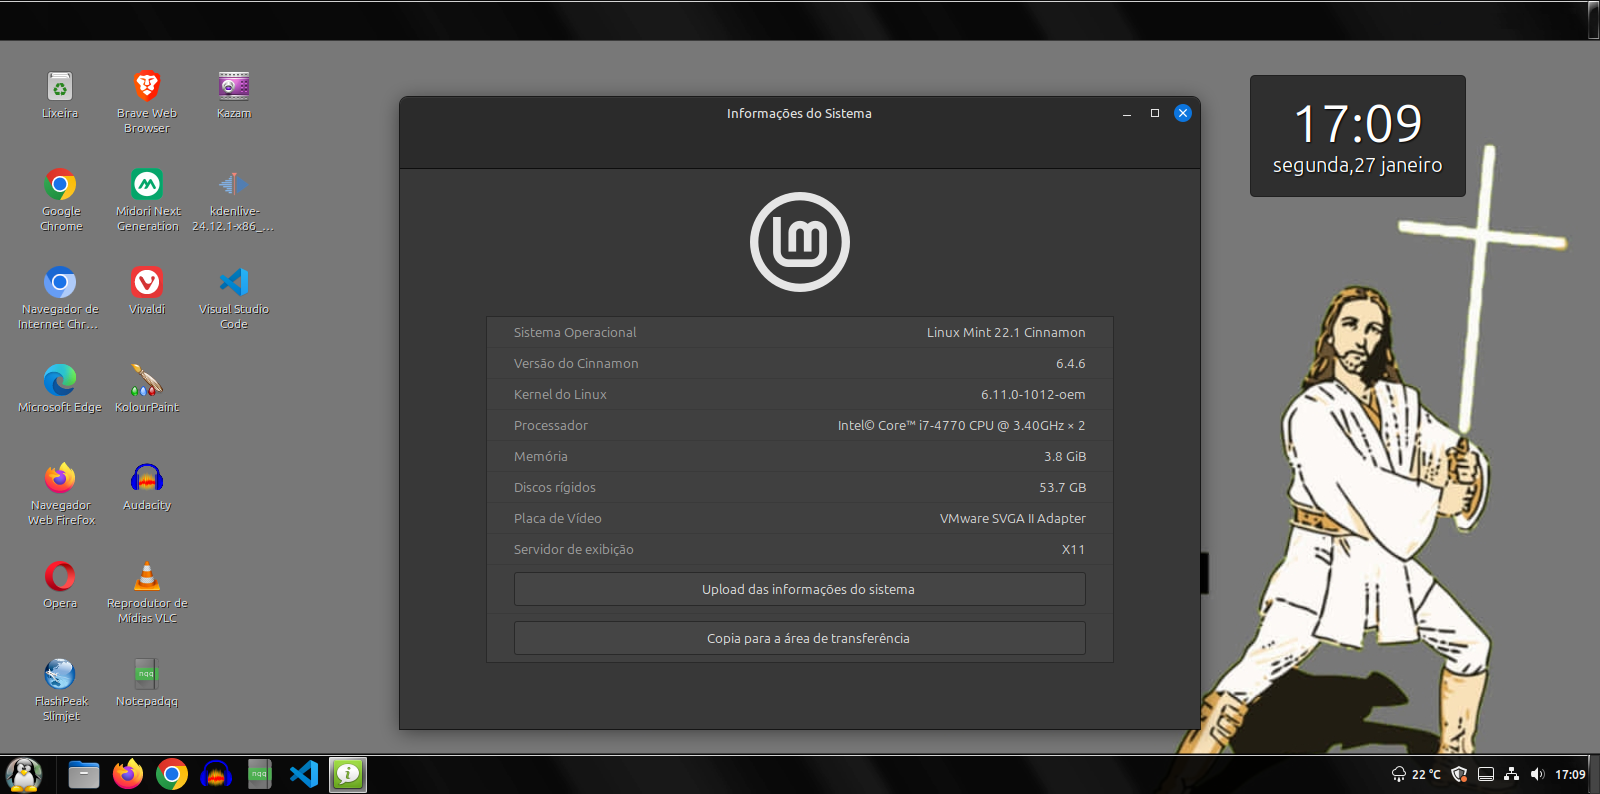 Lixeira
Brave Web
Browser
Kazam
Google
Chrome
Midori Next
Generation
kdenlive-
24.12.1-x86_...
Navegador de
Internet Chr...
Vivaldi
Visual Studio
Code
Microsoft Edge
KolourPaint
Navegador
Web Firefox
Audacity
Opera
Reprodutor de
Mídias VLC
FlashPeak
Slimjet
nqq
Notepadqq
Informações do Sistema
lm
Sistema Operacional Linux Mint 22.1 Cinnamon
Versão do Cinnamon 6.4.6
Kernel do Linux 6.11.0-1012-oem
Processador Intel© Core™ i7-4770 CPU @ 3.40GHz × 2
Memória 3.8 GiB
Discos rígidos 53.7 GB
Placa de Vídeo VMware SVGA II Adapter
Servidor de exibição X11
Upload das informações do sistema
Copia para a área de transferência
17:09
segunda,27 janeiro
nqq
22 °C
17:09